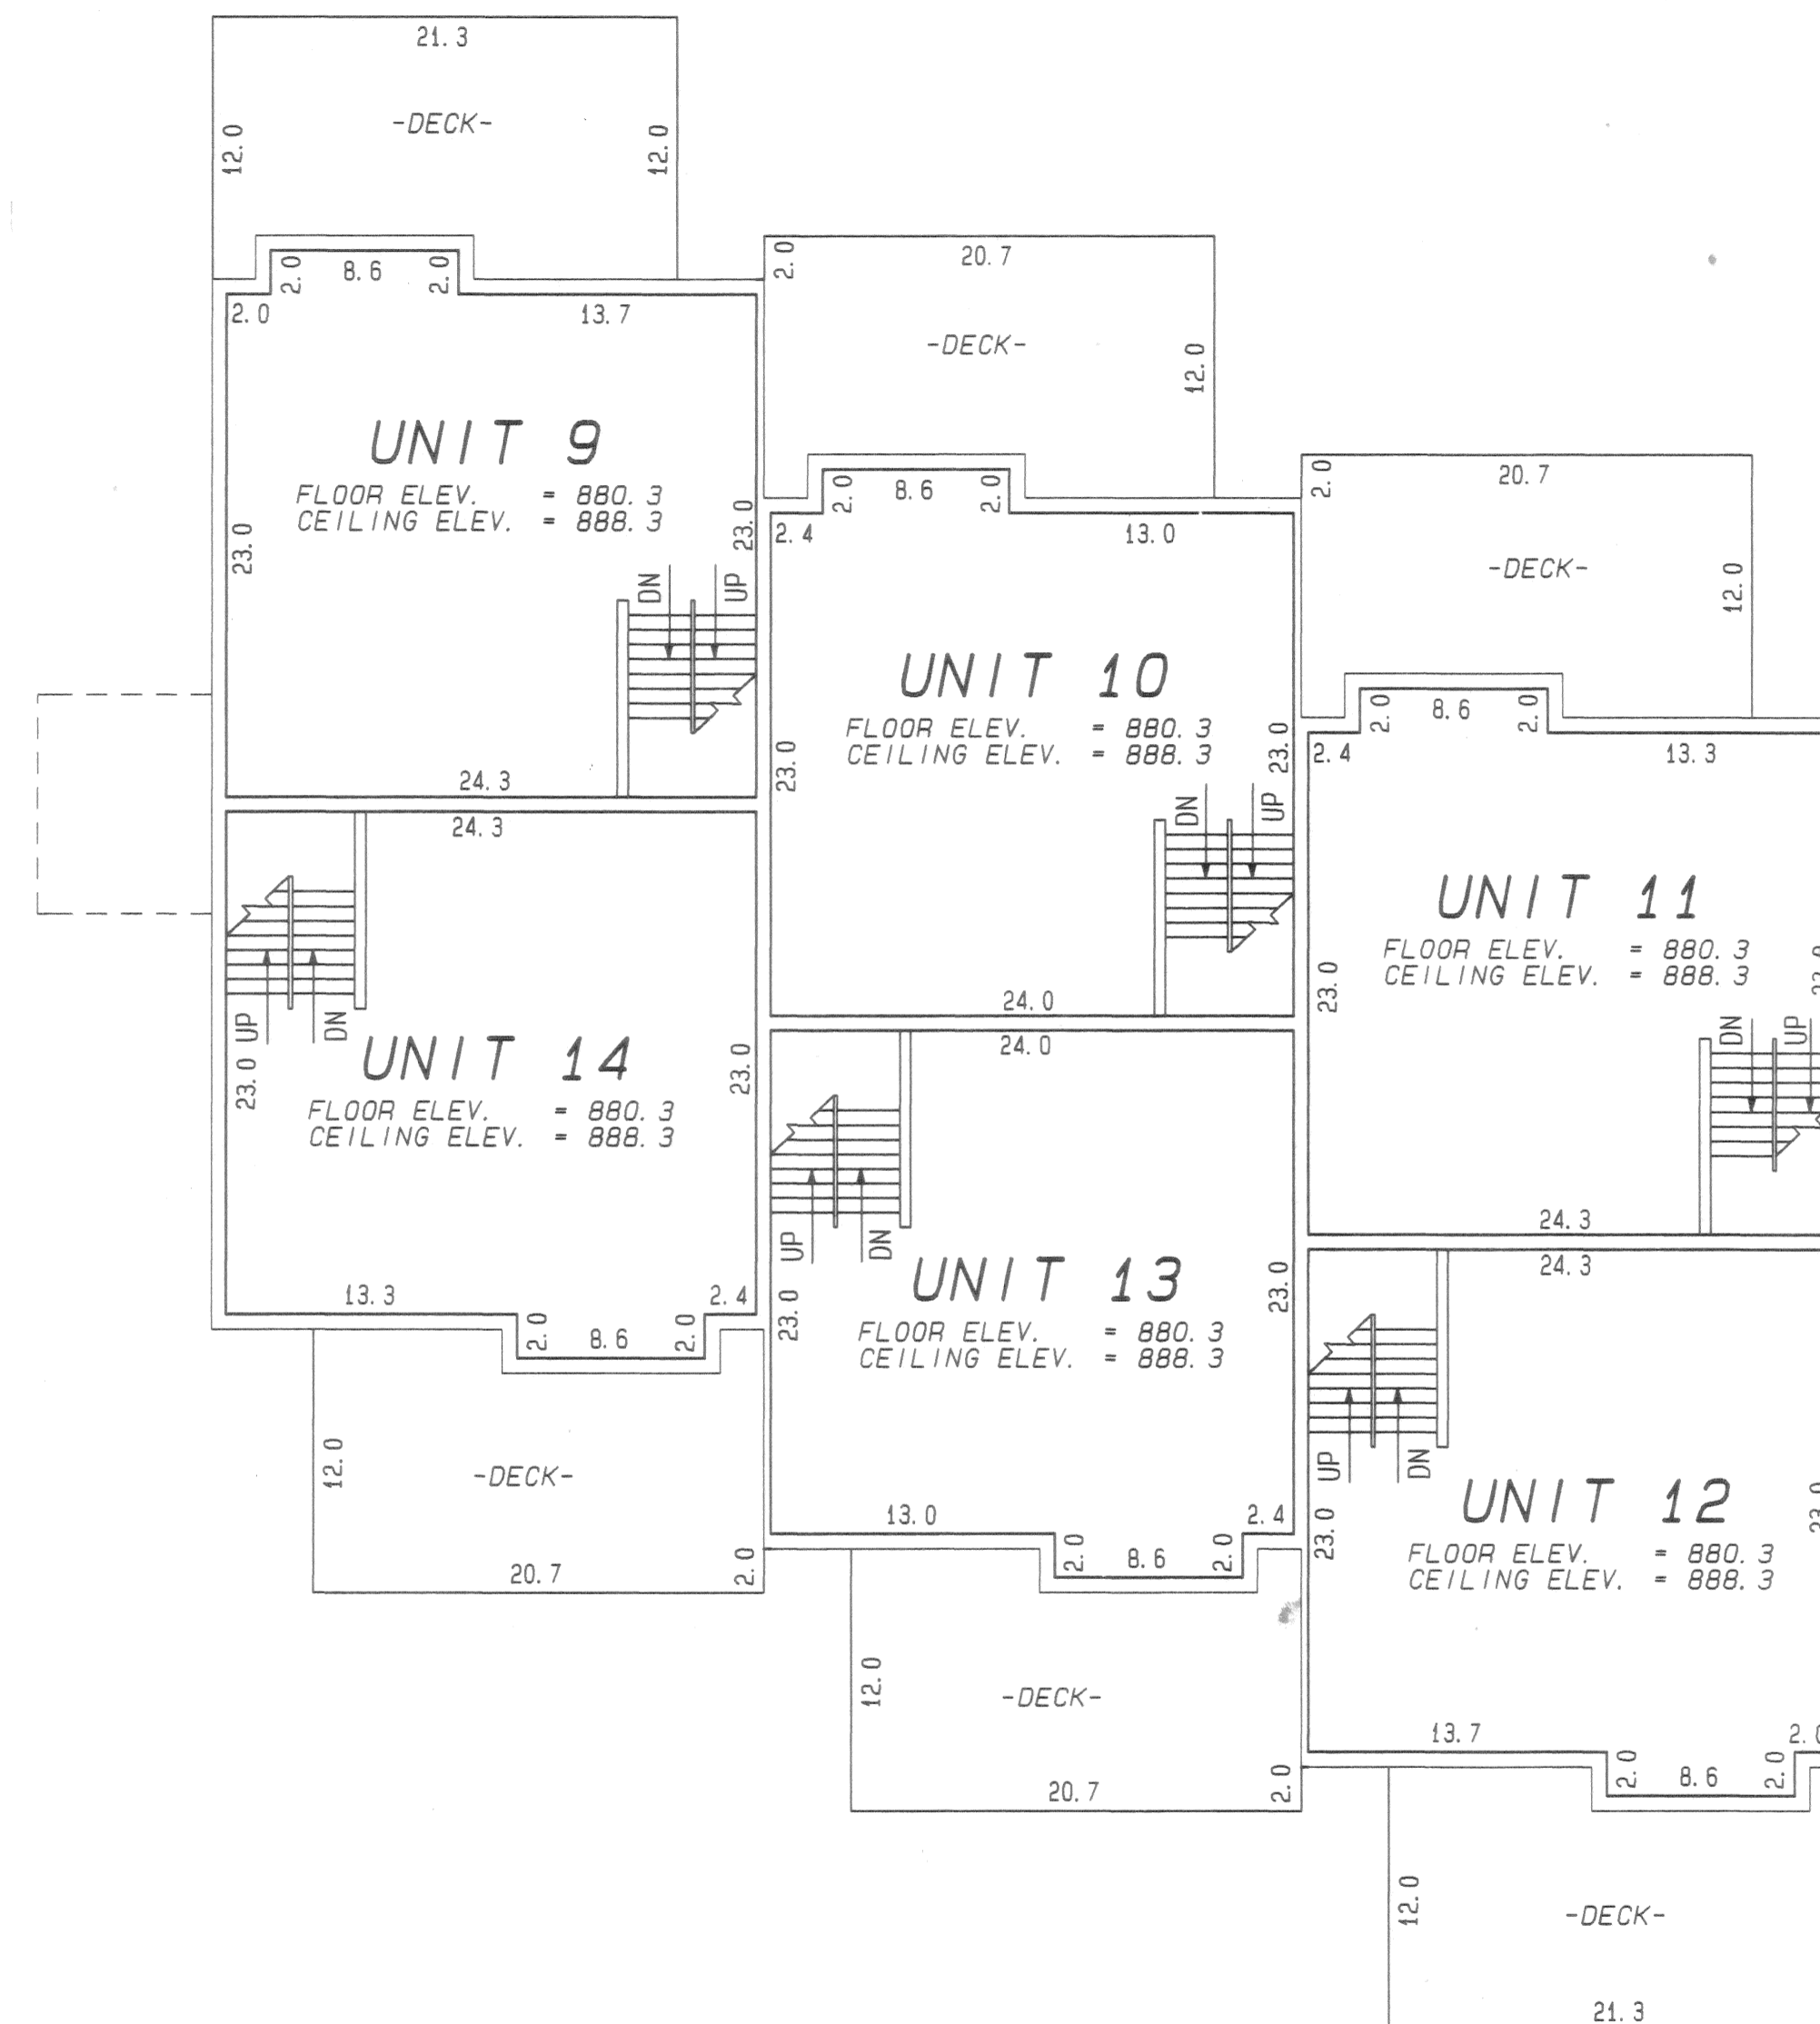 21.3
-DECK-
12.0
12.0
2.0
8.6
2.0
2.0
13.7
UNIT 9
FLOOR ELEV. = 880.3
CEILING ELEV. = 888.3
23.0
23.0
DN
UP
24.3
2.0
20.7
-DECK-
12.0
2.0
8.6
2.0
2.4
13.0
UNIT 10
FLOOR ELEV. = 880.3
CEILING ELEV. = 888.3
23.0
23.0
DN
UP
24.0
2.0
20.7
-DECK-
12.0
2.0
8.6
2.0
2.4
13.3
UNIT 11
FLOOR ELEV. = 880.3
CEILING ELEV. = 888.3
23.0
DN
UP
24.3
24.3
UP
DN
UNIT 14
FLOOR ELEV. = 880.3
CEILING ELEV. = 888.3
23.0
23.0
13.3
2.4
2.0
8.6
2.0
12.0
-DECK-
20.7
2.0
24.0
UP
DN
UNIT 13
FLOOR ELEV. = 880.3
CEILING ELEV. = 888.3
23.0
23.0
13.0
2.4
2.0
8.6
2.0
12.0
-DECK-
20.7
2.0
24.3
UP
DN
UNIT 12
FLOOR ELEV. = 880.3
CEILING ELEV. = 888.3
23.0
13.7
2.0
8.6
2.0
12.0
-DECK-
21.3